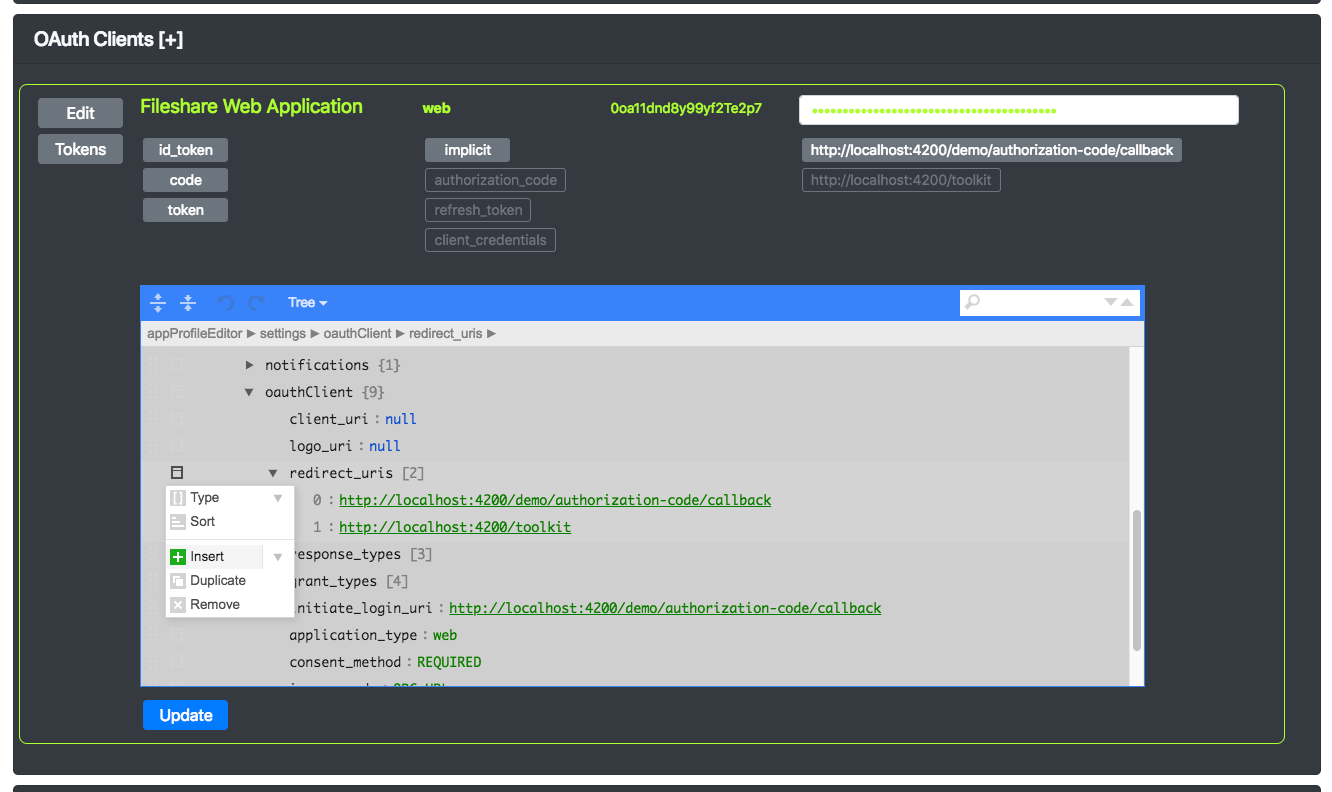 OAuth Clients [+]
Edit
Fileshare Web Application
web
0oa11dnd8y99yf2Te2p7
Tokens
id_token
implicit
http://localhost:4200/demo/authorization-code/callback
code
authorization_code
http://localhost:4200/toolkit
token
refresh_token
client_credentials
Tree
appProfileEditor ► settings ► oauthClient ► redirect_uris ►
notifications {1}
oauthClient {9}
client_uri : null
logo_uri : null
redirect_uris [2]
0 : http://localhost:4200/demo/authorization-code/callback
1 : http://localhost:4200/toolkit
Type
Sort
Insert
Duplicate
Remove
response_types [3]
grant_types [4]
initiate_login_uri : http://localhost:4200/demo/authorization-code/callback
application_type : web
consent_method : REQUIRED
Update